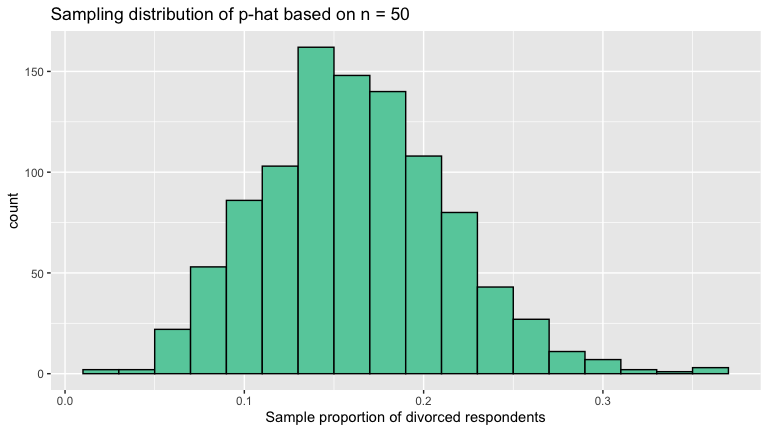 Sampling distribution of p-hat based on n = 50
150
100
50
0
count
0.0 0.1 0.2 0.3
Sample proportion of divorced respondents